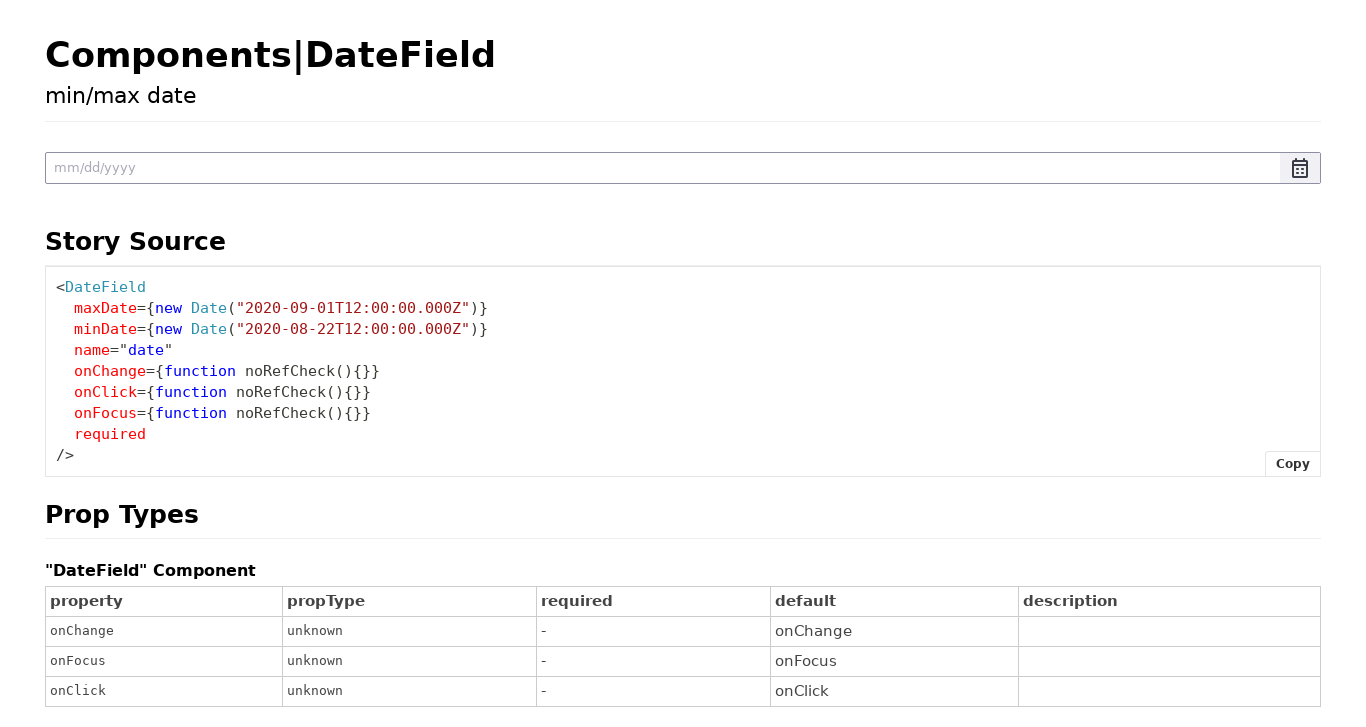 Components|DateField
min/max date
mm/dd/yyyy
Story Source
<DateField
  maxDate={new Date("2020-09-01T12:00:00.000Z")}
  minDate={new Date("2020-08-22T12:00:00.000Z")}
  name="date"
  onChange={function noRefCheck(){}}
  onClick={function noRefCheck(){}}
  onFocus={function noRefCheck(){}}
  required
/>
Copy
Prop Types
"DateField" Component
property propType required default description
onChange unknown - onChange
onFocus unknown - onFocus
onClick unknown - onClick